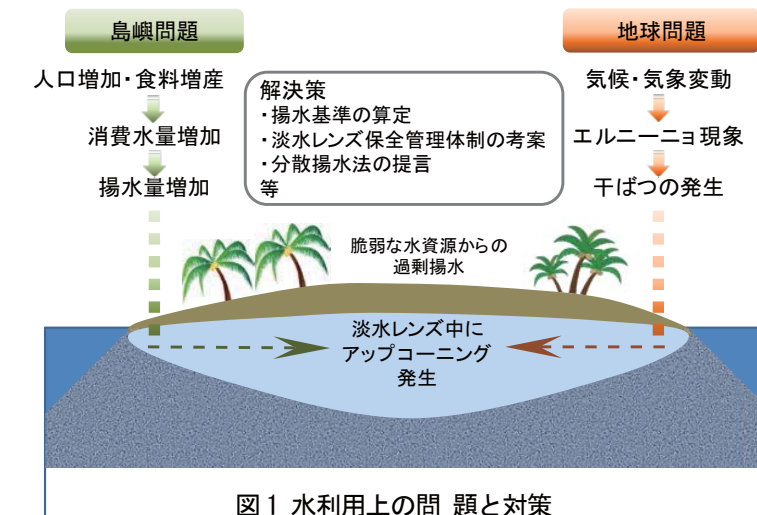 島嶼問題
人口増加・食料増産
消費水量増加
揚水量増加
解決策
・揚水基準の算定
・淡水レンズ保全管理体制の考案
・分散揚水法の提言
等
地球問題
気候・気象変動
エルニーニョ現象
干ばつの発生
脆弱な水資源からの
過剰揚水
淡水レンズ中に
アップコーニング
発生
図1 水利用上の問 題と対策